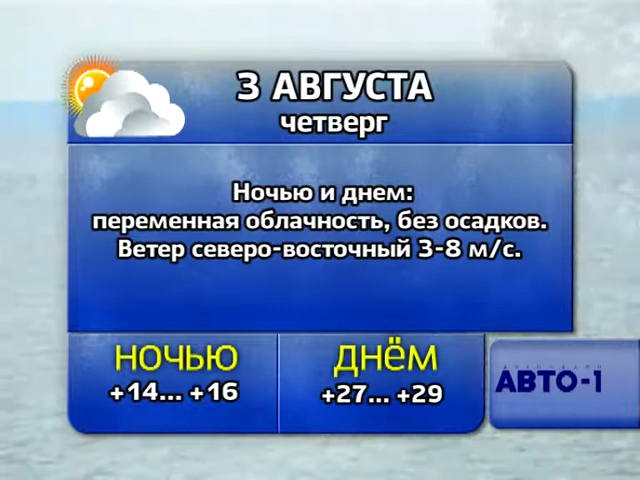 3 АВГУСТА
четверг
Ночью и днем:
переменная облачность, без осадков.
Ветер северо-восточный 3-8 м/с.
НОЧЬЮ
+14... +16
ДНЁМ
+27... +29
АВТО-1